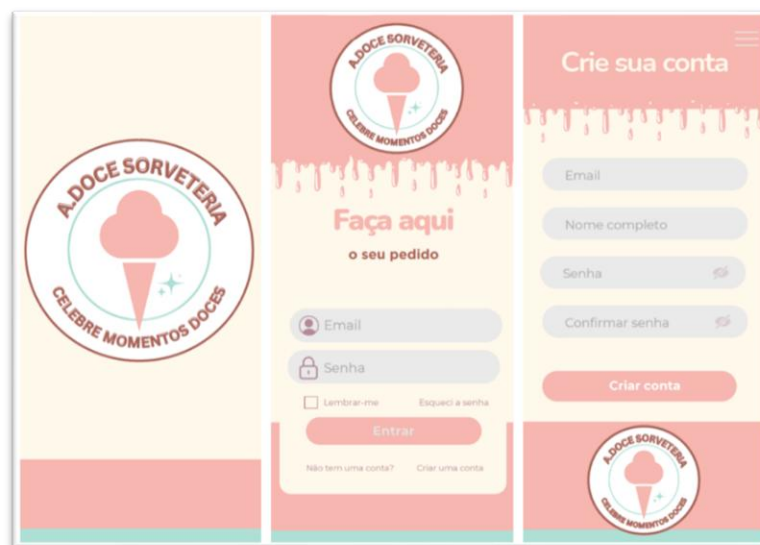 A.DOCE SORVETERIA
CELEBRE MOMENTOS DOCES
A.DOCE SORVETERIA
CELEBRE MOMENTOS DOCES
Faça aqui
o seu pedido
Email
Senha
Lembrar-me Esqueci a senha
Entrar
Não tem uma conta? Criar uma conta
Crie sua conta
Email
Nome completo
Senha
Confirmar senha
Criar conta
A.DOCE SORVETERIA
CELEBRE MOMENTOS DOCES